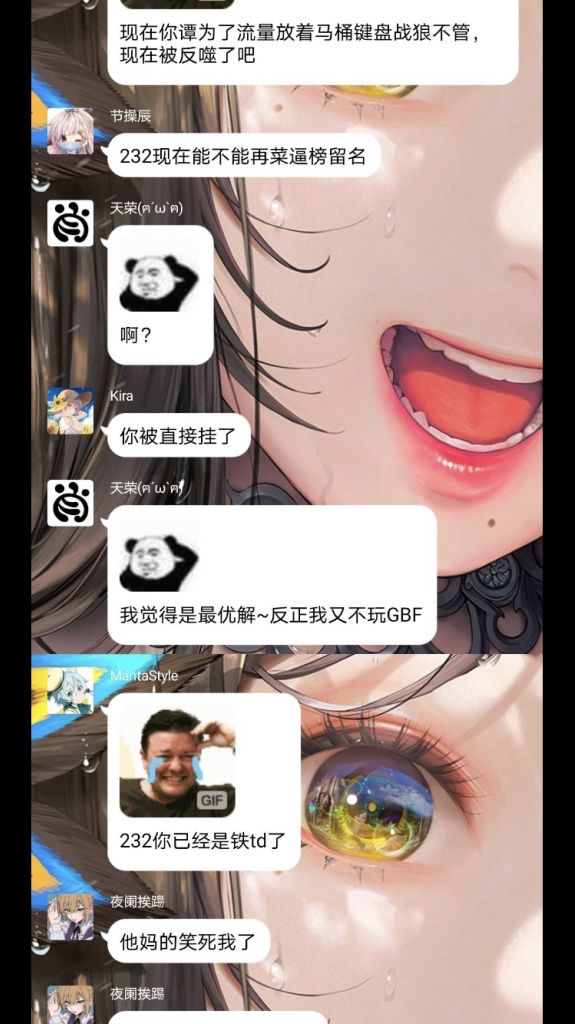 现在你谭为了流量放着马桶键盘战狼不管，
现在被反噬了吧
节操辰
232现在能不能再菜逼榜留名
天荣(ฅ´ω`ฅ)
啊？
Kira
你被直接挂了
天荣(ฅ´ω`ฅ)
我觉得是最优解~反正我又不玩GBF
MantaStyle
GIF
232你已经是铁td了
夜阑挨踢
他妈的笑死我了
夜阑挨踢